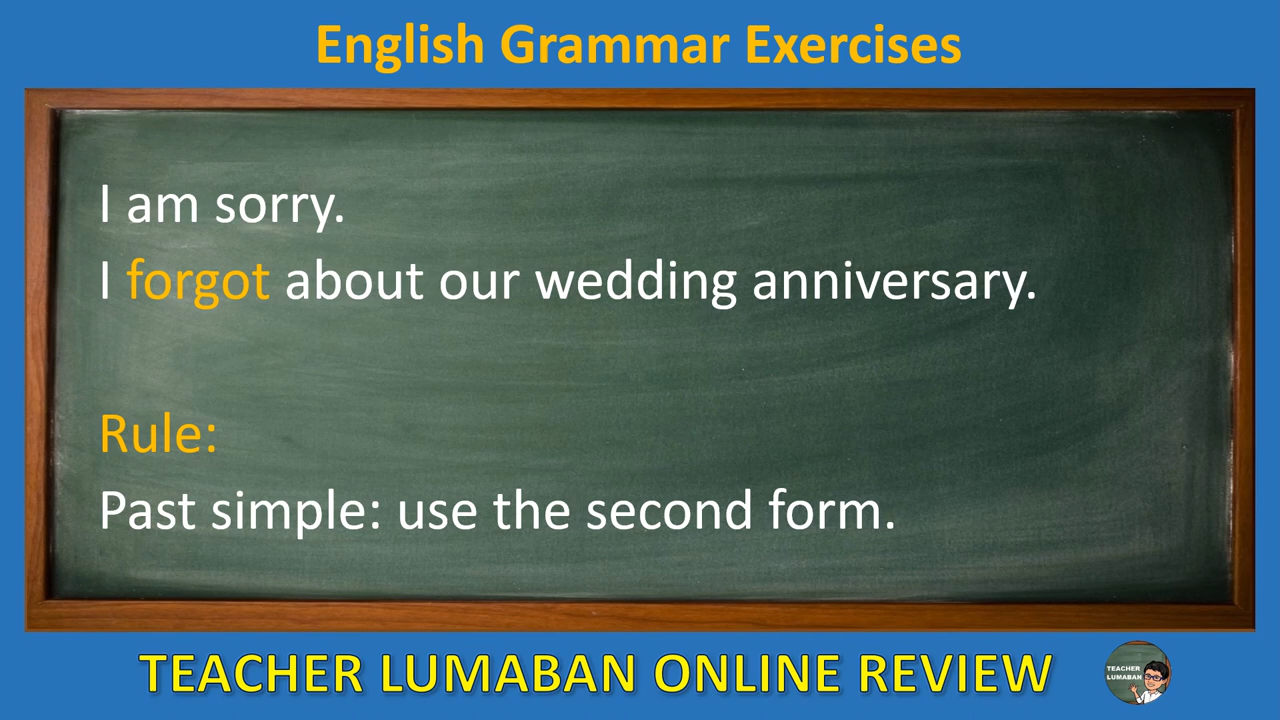 English Grammar Exercises
I am sorry.
I forgot about our wedding anniversary.
Rule:
Past simple: use the second form.
TEACHER LUMABAN ONLINE REVIEW
TEACHER
LUMABAN